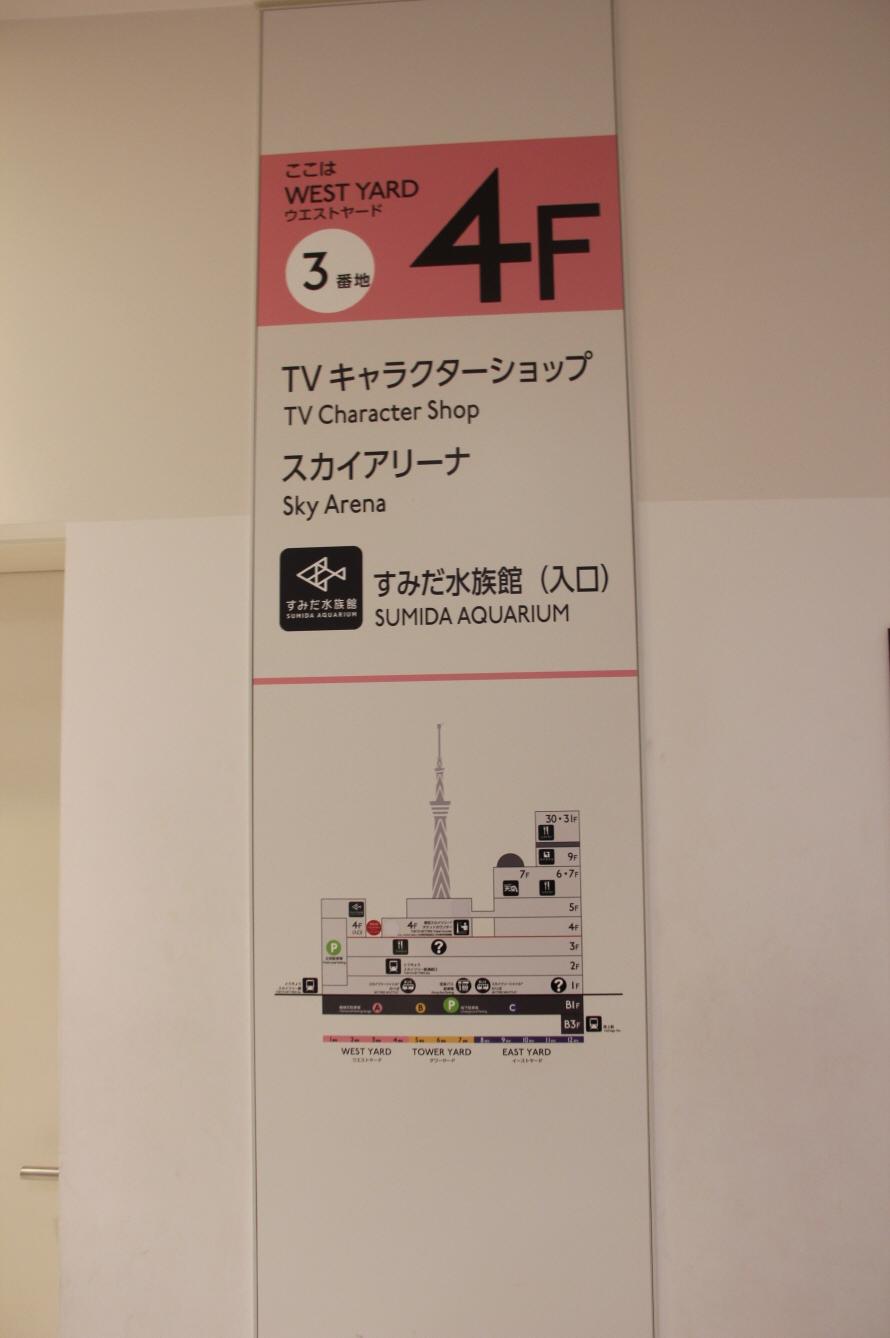 ここは
WEST YARD
ウエストヤード
3 番地
4F
TV キャラクターショップ
TV Character Shop
スカイアリーナ
Sky Arena
すみだ水族館
SUMIDA AQUARIUM
すみだ水族館（入口）
SUMIDA AQUARIUM
30・31F
9F
7F
6・7F
5F
4F
4F
4F
3F
2F
1F
P
A
B
P
C
B1F
B3F
WEST YARD
ウエストヤード
TOWER YARD
タワーヤード
EAST YARD
イーストヤード